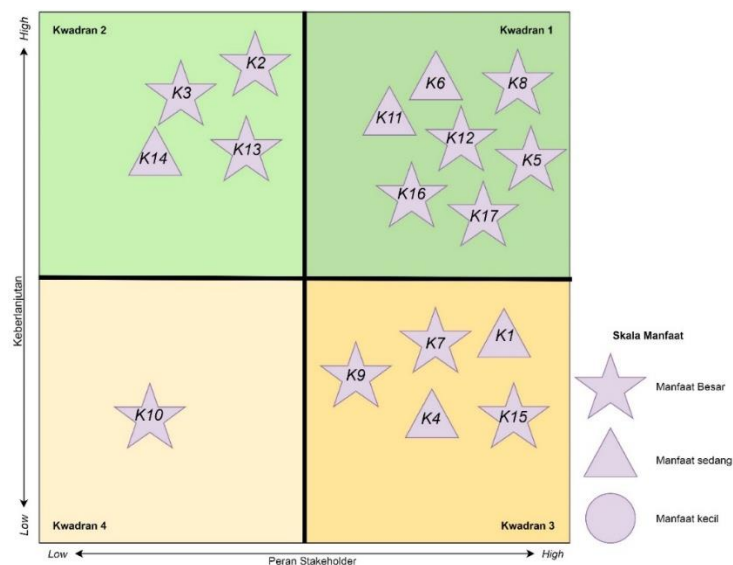 High
Kwadran 2
Kwadran 1
K2
K3
K6
K8
K11
K12
K14
K13
K5
K16
K17
Keberlanjutan
K1
K7
K9
K4
K15
K10
Skala Manfaat
Manfaat Besar
Manfaat sedang
Manfaat kecil
Low
Kwadran 4
Kwadran 3
Low
Peran Stakeholder
High